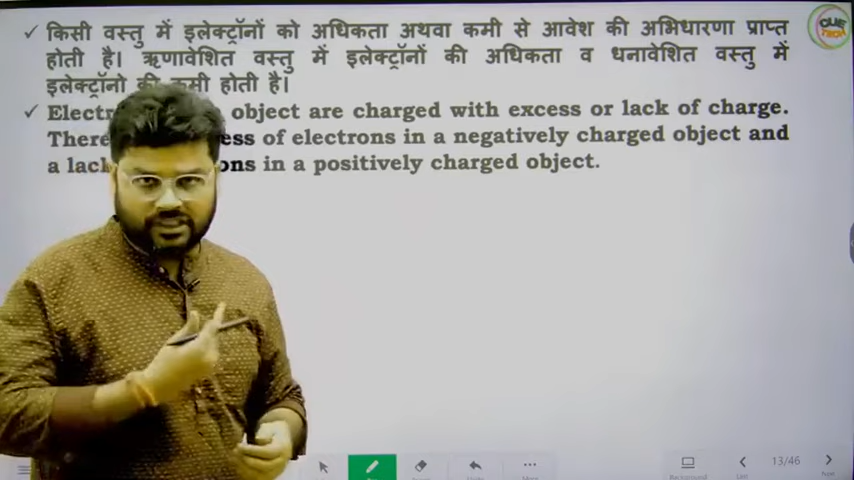 ✓ किसी वस्तु में इलेक्ट्रॉनों को अधिकता अथवा कमी से आवेश की अभिधारणा प्राप्त
होती है। ऋणावेशित वस्तु में इलेक्ट्रॉनों की अधिकता व धनावेशित वस्तु में
इलेक्ट्रॉनो की कमी होती है।
✓ Electr object are charged with excess or lack of charge.
There ess of electrons in a negatively charged object and
a lack ons in a positively charged object.
13/46